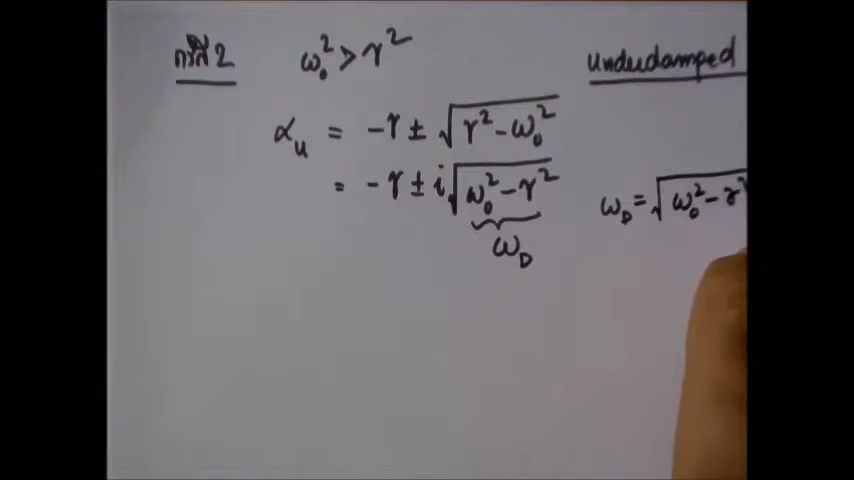 กรณี 2 ω₀² > γ² underdamped
α_u = -γ ± √(γ² - ω₀²)
= -γ ± i√(ω₀² - γ²) ω_D = √(ω₀² - γ²
ω_D